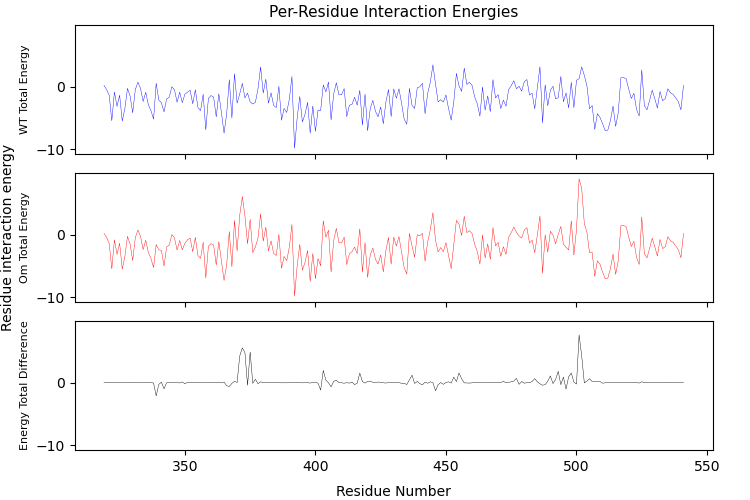 Per-Residue Interaction Energies
Residue interaction energy
WT Total Energy
0
−10
Om Total Energy
0
−10
Energy Total Difference
0
−10
350 400 450 500 550
Residue Number